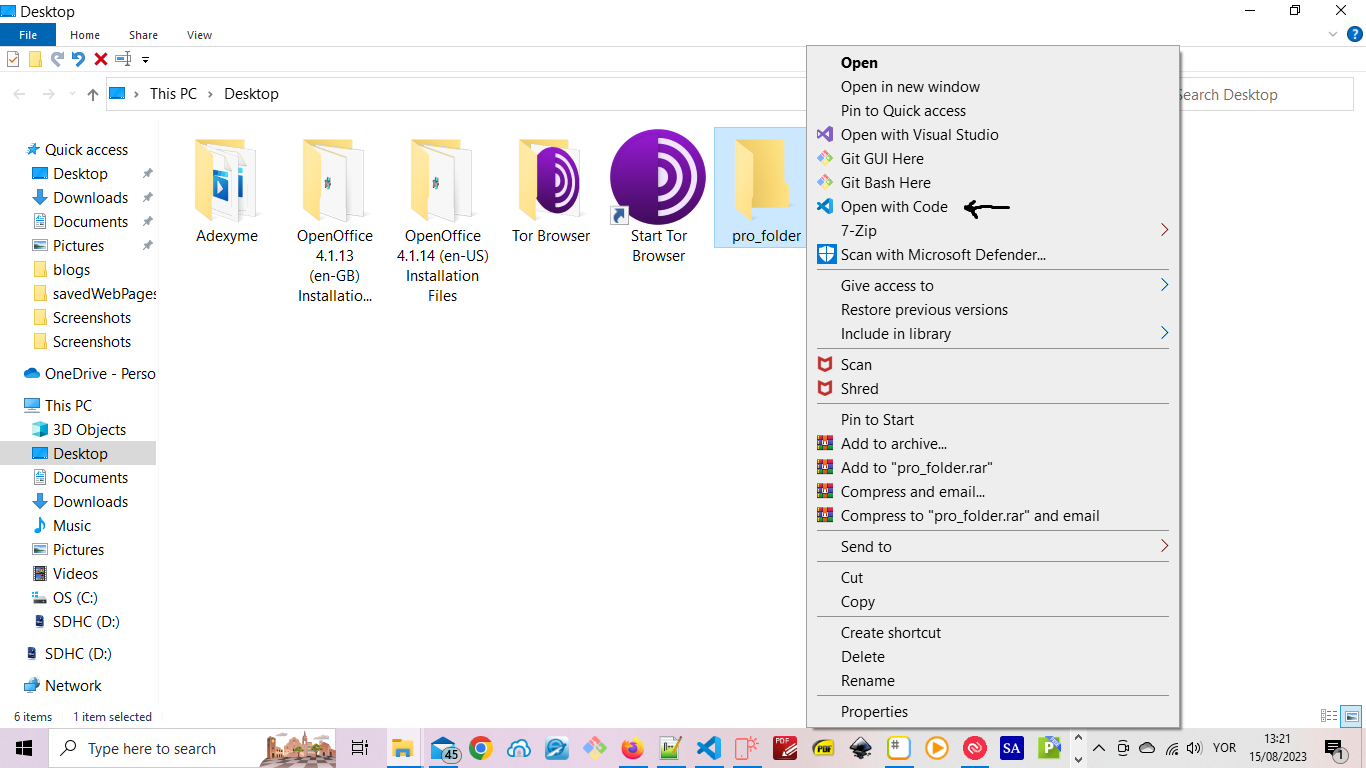 Desktop
File Home Share View
This PC Desktop
Search Desktop
Quick access
Desktop
Downloads
Documents
Pictures
blogs
savedWebPages
Screenshots
Screenshots
OneDrive - Perso
This PC
3D Objects
Desktop
Documents
Downloads
Music
Pictures
Videos
OS (C:)
SDHC (D:)
SDHC (D:)
Network
Adexyme
OpenOffice
4.1.13
(en-GB)
Installatio...
OpenOffice
4.1.14 (en-US)
Installation
Files
Tor Browser
Start Tor
Browser
pro_folder
Open
Open in new window
Pin to Quick access
Open with Visual Studio
Git GUI Here
Git Bash Here
Open with Code
7-Zip
Scan with Microsoft Defender...
Give access to
Restore previous versions
Include in library
Scan
Shred
Pin to Start
Add to archive...
Add to "pro_folder.rar"
Compress and email...
Compress to "pro_folder.rar" and email
Send to
Cut
Copy
Create shortcut
Delete
Rename
Properties
6 items 1 item selected
Type here to search
45
PDF
PDF
SA
P
YOR
13:21
15/08/2023
1